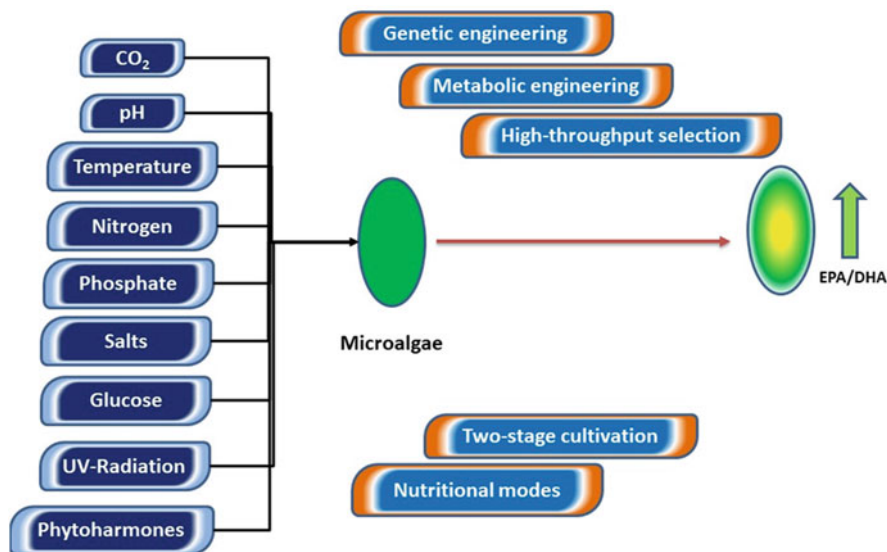 CO₂
pH
Temperature
Nitrogen
Phosphate
Salts
Glucose
UV-Radiation
Phytoharmones
Microalgae
Genetic engineering
Metabolic engineering
High-throughput selection
EPA/DHA
Two-stage cultivation
Nutritional modes